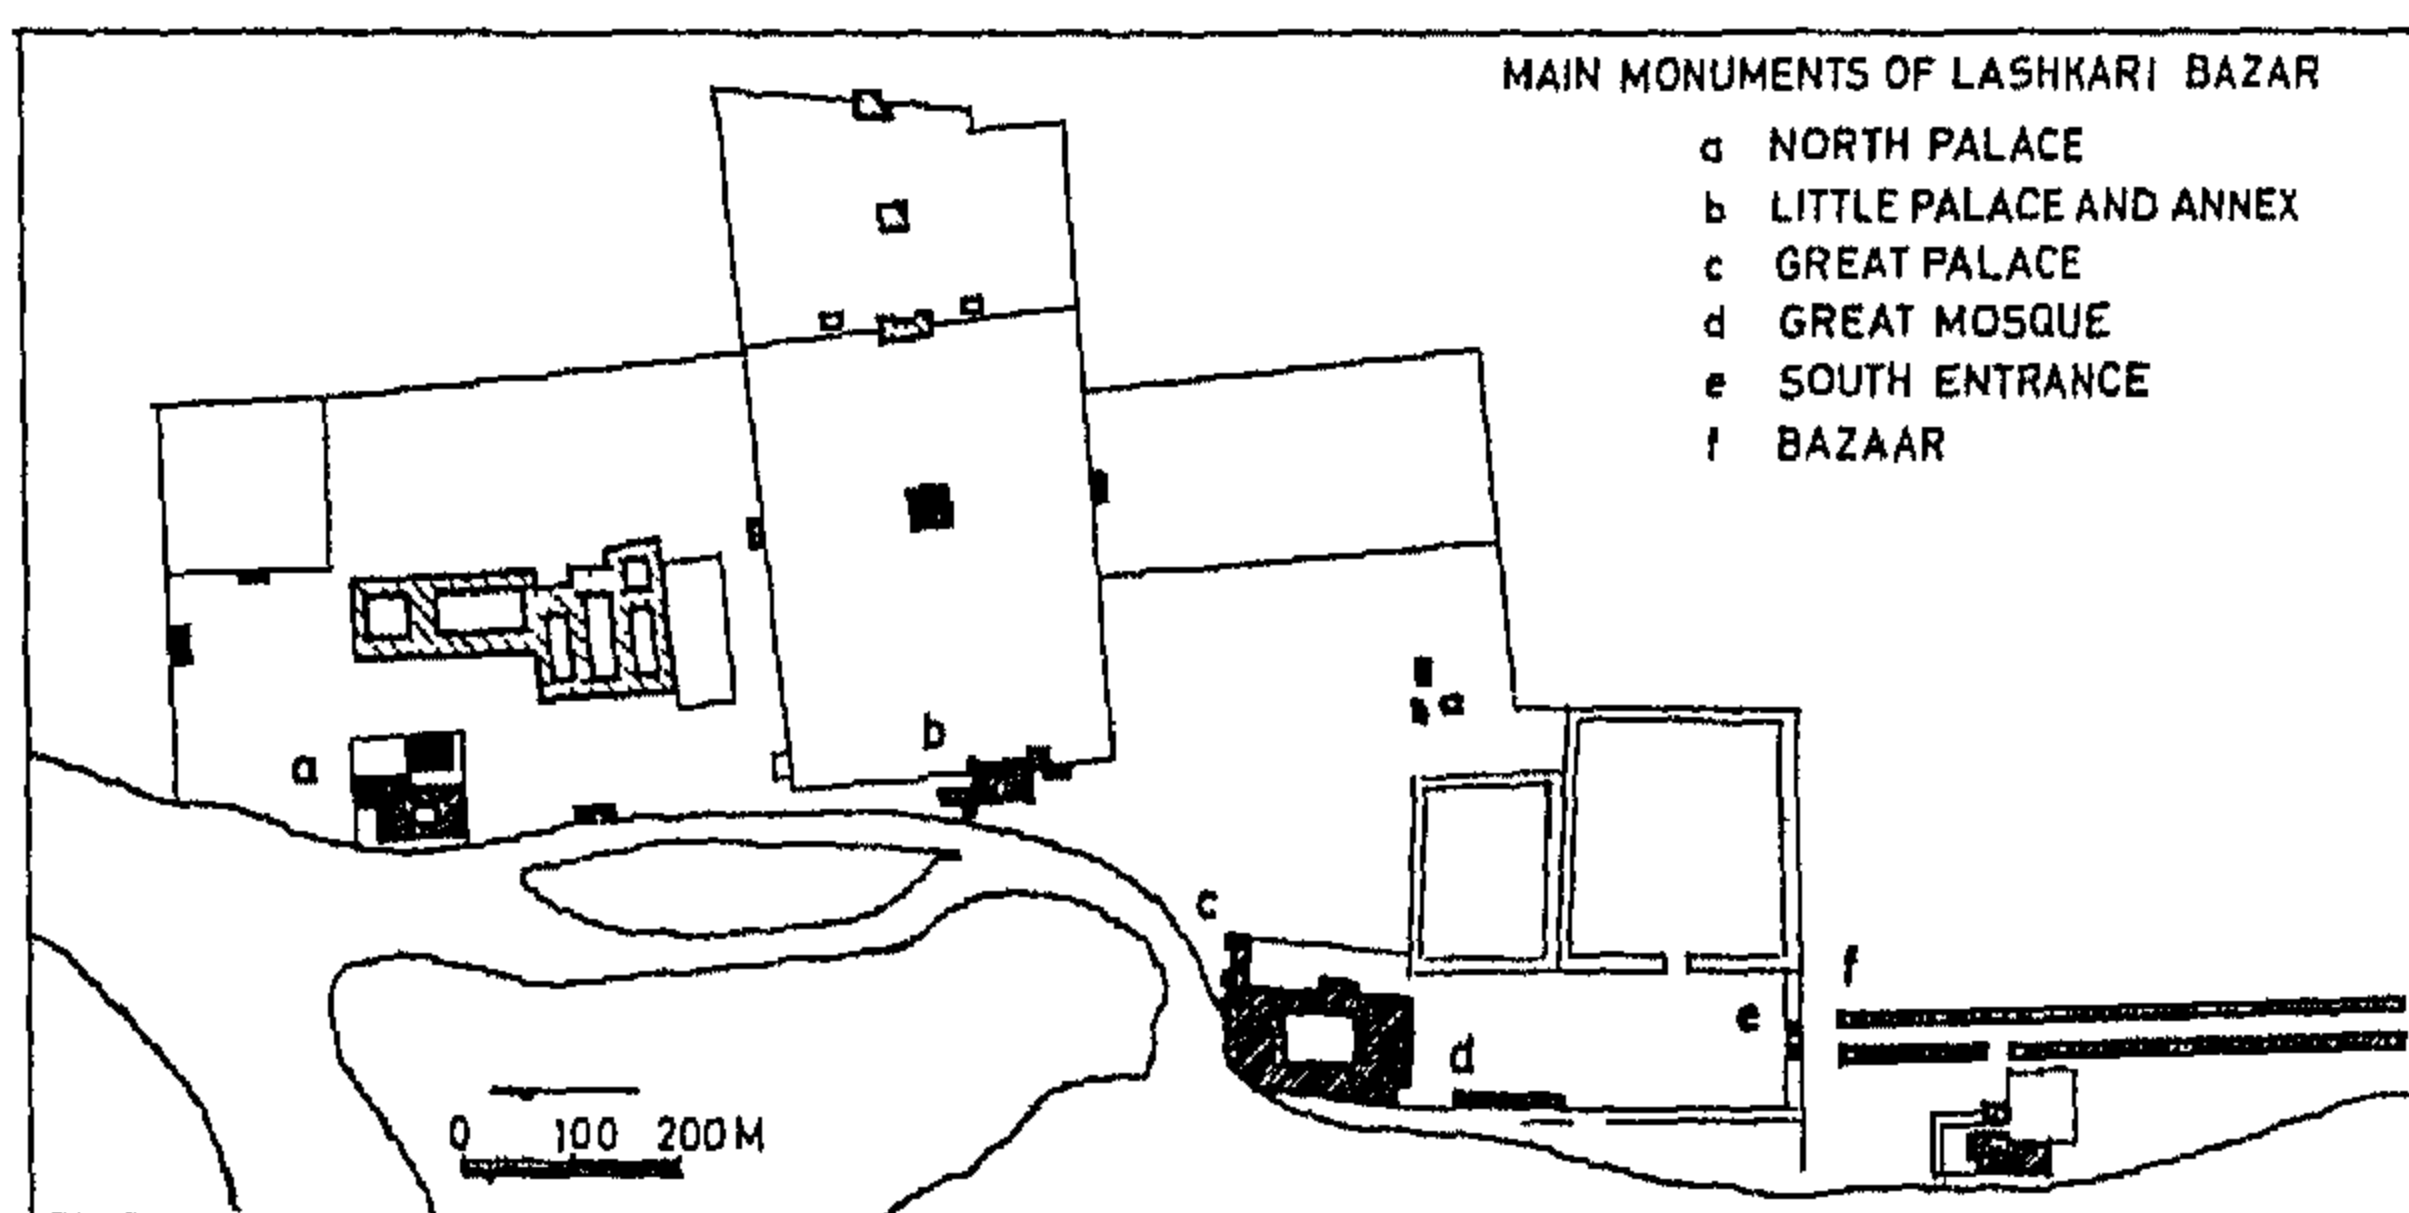 MAIN MONUMENTS OF LASHKARI BAZAR
a NORTH PALACE
b LITTLE PALACE AND ANNEX
c GREAT PALACE
d GREAT MOSQUE
e SOUTH ENTRANCE
f BAZAAR
a
b
a
c
d
e
f
0 100 200 M